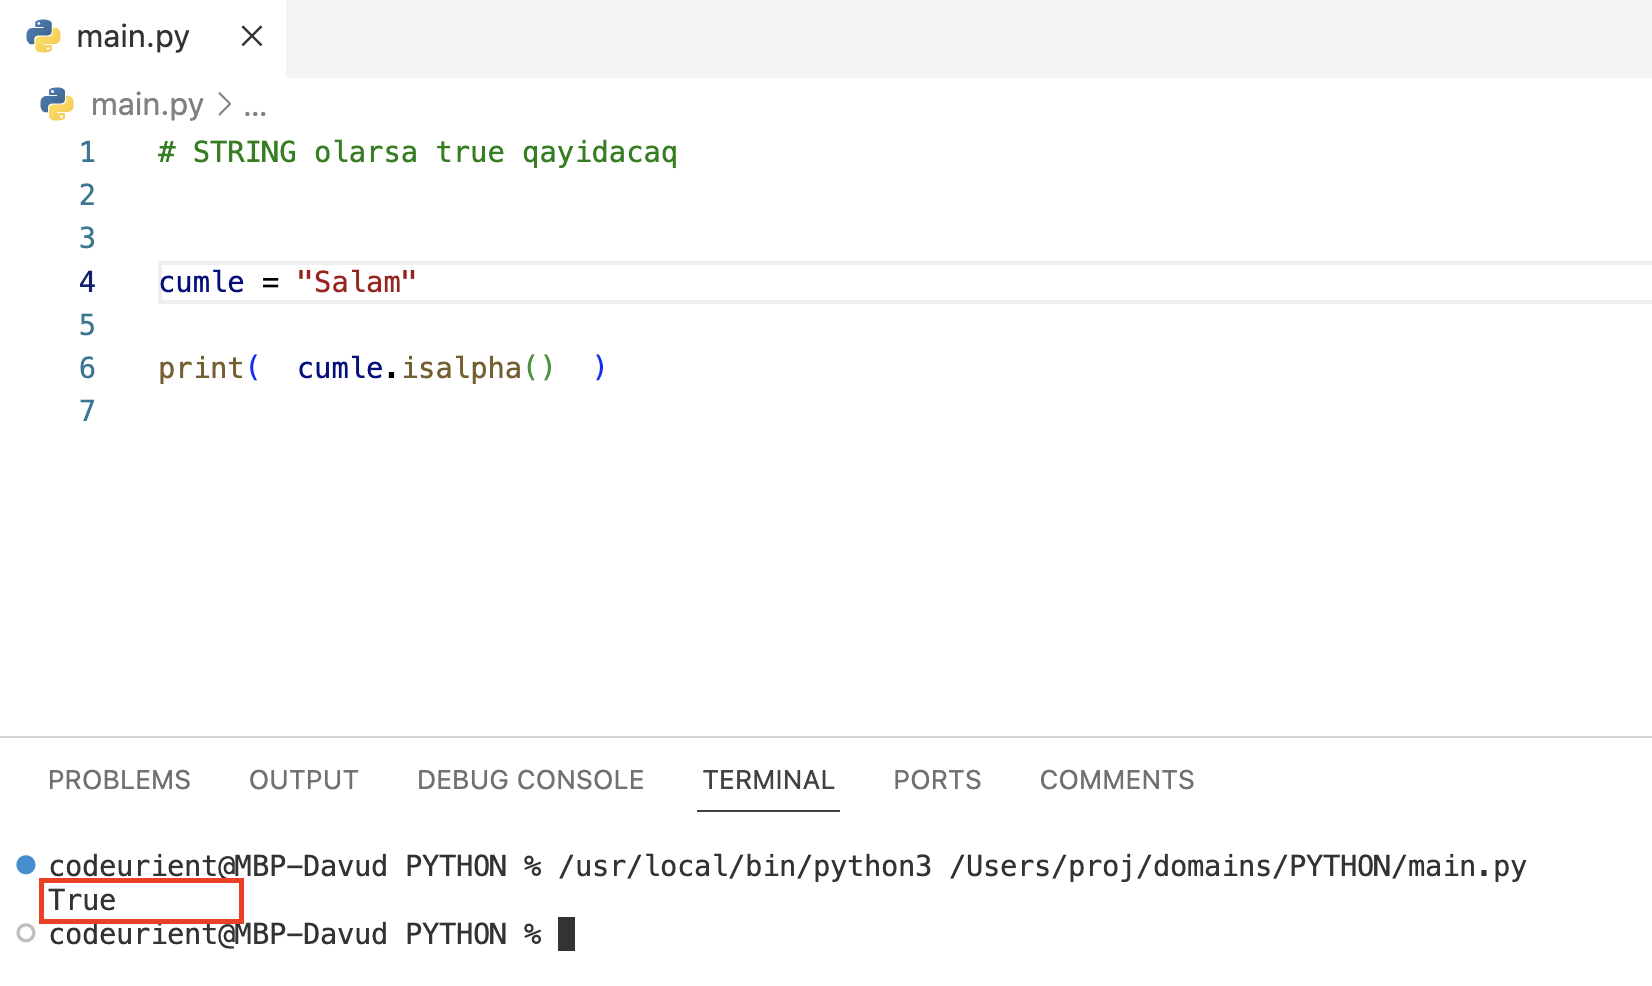 main.py
main.py > ...
1 # STRING olarsa true qayidacaq
2
3
4 cumle = "Salam"
5
6 print(  cumle.isalpha()  )
7
PROBLEMS OUTPUT DEBUG CONSOLE TERMINAL PORTS COMMENTS
codeurient@MBP-Davud PYTHON % /usr/local/bin/python3 /Users/proj/domains/PYTHON/main.py
True
codeurient@MBP-Davud PYTHON %